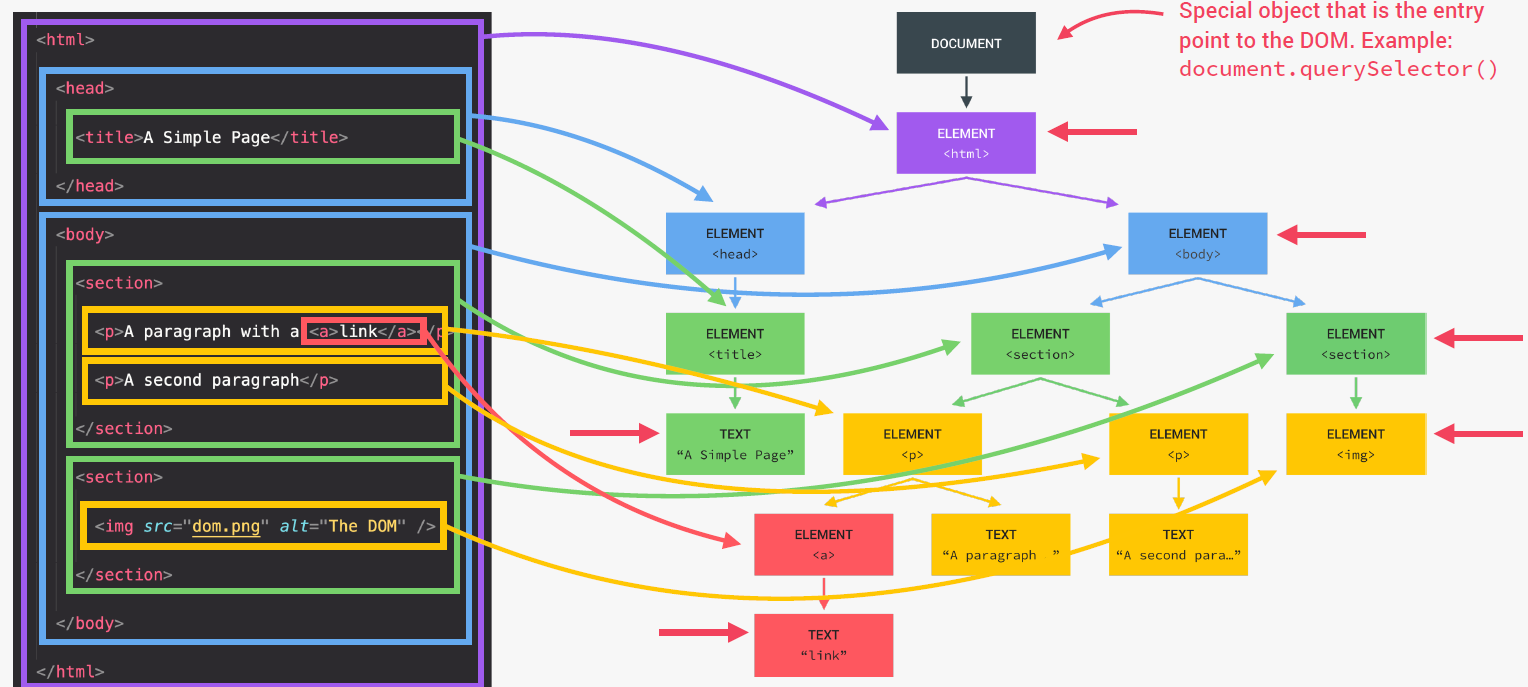 <html>
<head>
<title>A Simple Page</title>
</head>
<body>
<section>
<p>A paragraph with a <a>link</a></p>
<p>A second paragraph</p>
</section>
<section>
<img src="dom.png" alt="The DOM" />
</section>
</body>
</html>
Special object that is the entry
point to the DOM. Example:
document.querySelector()
DOCUMENT
ELEMENT
<html>
ELEMENT
<head>
ELEMENT
<body>
ELEMENT
<title>
ELEMENT
<section>
ELEMENT
<section>
TEXT
“A Simple Page”
ELEMENT
<p>
ELEMENT
<p>
ELEMENT
<img>
ELEMENT
<a>
TEXT
“A paragraph ”
TEXT
“A second para…”
TEXT
“link”